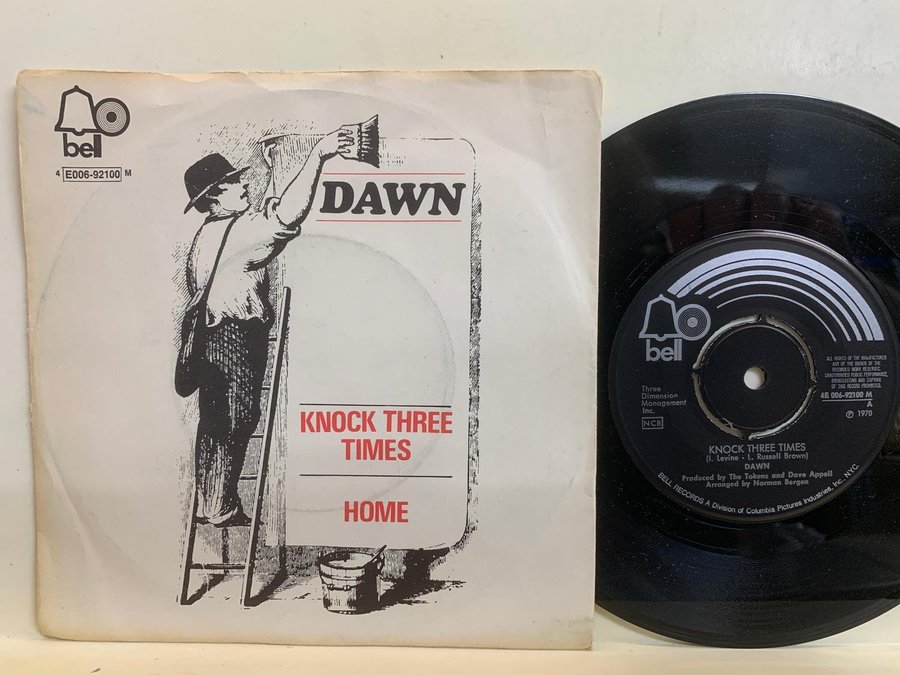 bell
4 E006-92100 M
DAWN
KNOCK THREE
TIMES
HOME
bell
Three
Dimension
Management
Inc.
NCB
ALL RIGHTS OF THE MANUFACTURER
AND OF THE OWNER OF THE
RECORDED WORK RESERVED.
UNAUTHORISED PUBLIC PERFORMANCE,
BROADCASTING AND COPYING
OF THIS RECORD PROHIBITED.
4E 006-92100 M
A
℗ 1970
KNOCK THREE TIMES
(I. Levine - L. Russell Brown)
DAWN
Produced by The Tokens and Dave Appell
Arranged by Norman Bergen
BELL RECORDS A Division of Columbia Pictures Industries, Inc., N.Y.C.